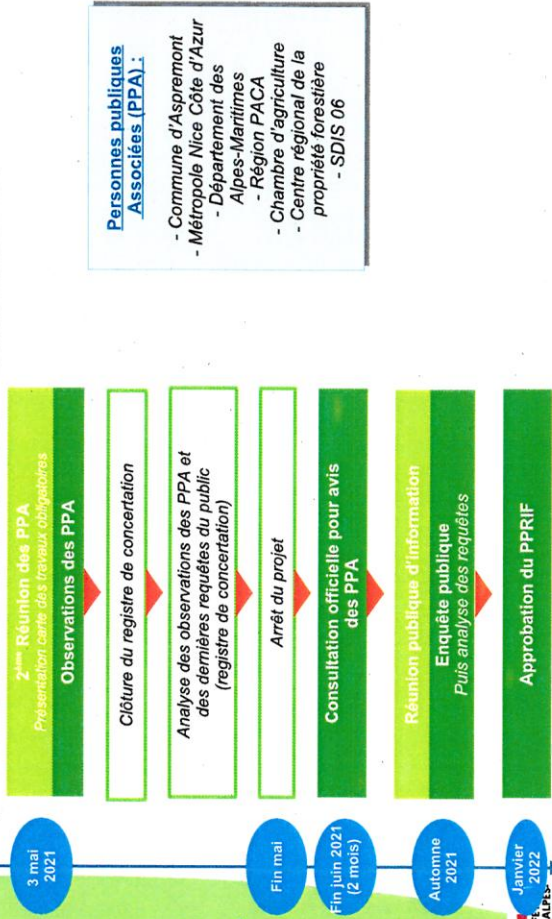 3 mai
2021
2ème Réunion des PPA
Présentation carte des travaux obligatoires
Observations des PPA
Clôture du registre de concertation
Analyse des observations des PPA et
des dernières requêtes du public
(registre de concertation)
Fin mai
Arrêt du projet
Fin juin 2021
(2 mois)
Consultation officielle pour avis
des PPA
Automne
2021
Réunion publique d'information
Enquête publique
Puis analyse des requêtes
Janvier
2022
Approbation du PPRIF
Personnes publiques
Associées (PPA) :
- Commune d'Aspremont
- Métropole Nice Côte d'Azur
- Département des
Alpes-Maritimes
- Région PACA
- Chambre d'agriculture
- Centre régional de la
propriété forestière
- SDIS 06